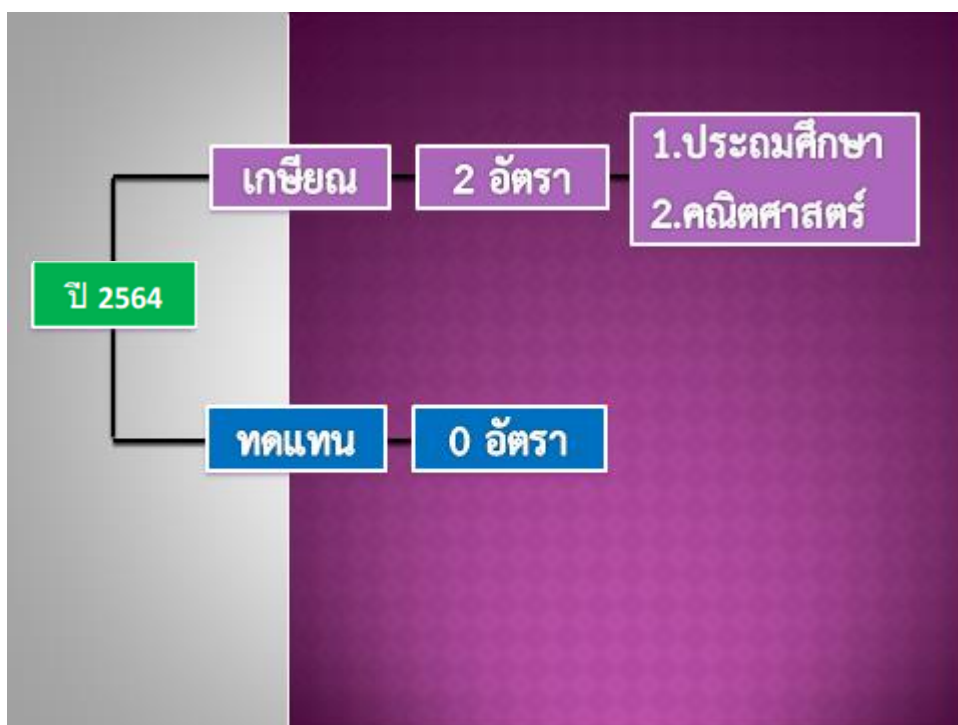 ปี 2564
เกษียณ
2 อัตรา
1.ประถมศึกษา
2.คณิตศาสตร์
ทดแทน
0 อัตรา